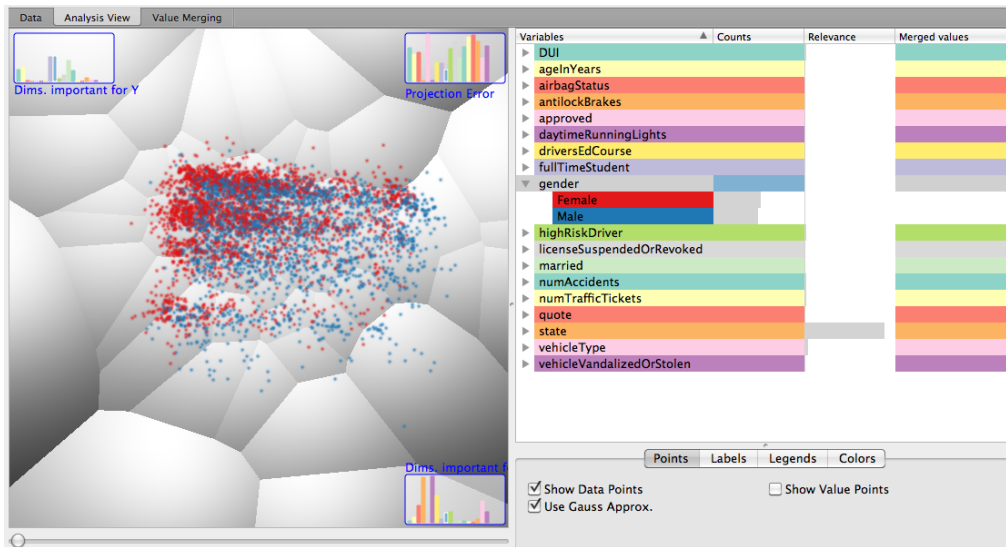 Data Analysis View Value Merging
Dims. important for Y
Projection Error
Dims. important f
Variables Counts Relevance Merged values
DUI
ageInYears
airbagStatus
antilockBrakes
approved
daytimeRunningLights
driversEdCourse
fullTimeStudent
gender
Female
Male
highRiskDriver
licenseSuspendedOrRevoked
married
numAccidents
numTrafficTickets
quote
state
vehicleType
vehicleVandalizedOrStolen
Points Labels Legends Colors
Show Data Points Show Value Points
Use Gauss Approx.